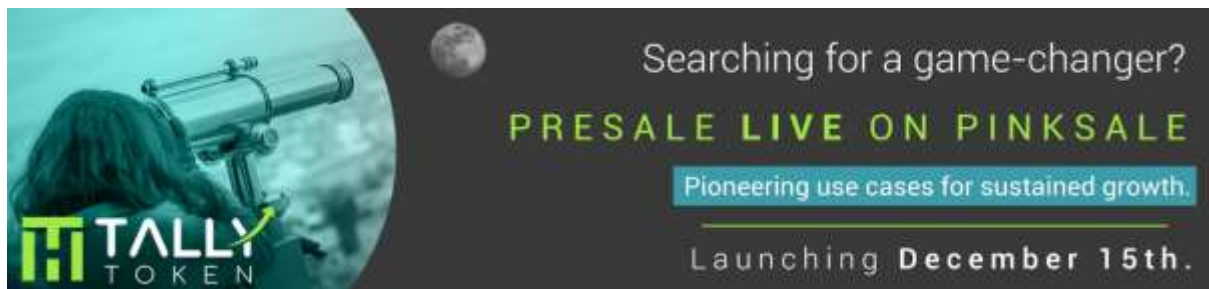 Searching for a game-changer?
PRESALE LIVE ON PINKSALE
Pioneering use cases for sustained growth.
Launching December 15th.
TALLY
TOKEN